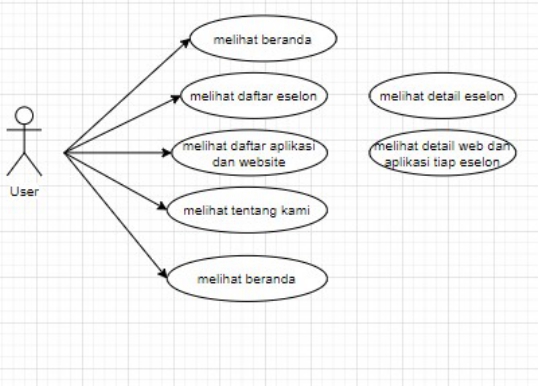 melihat beranda
melihat daftar eselon
melihat detail eselon
melihat daftar aplikasi
dan website
melihat detail web dan
aplikasi tiap eselon
User
melihat tentang kami
melihat beranda